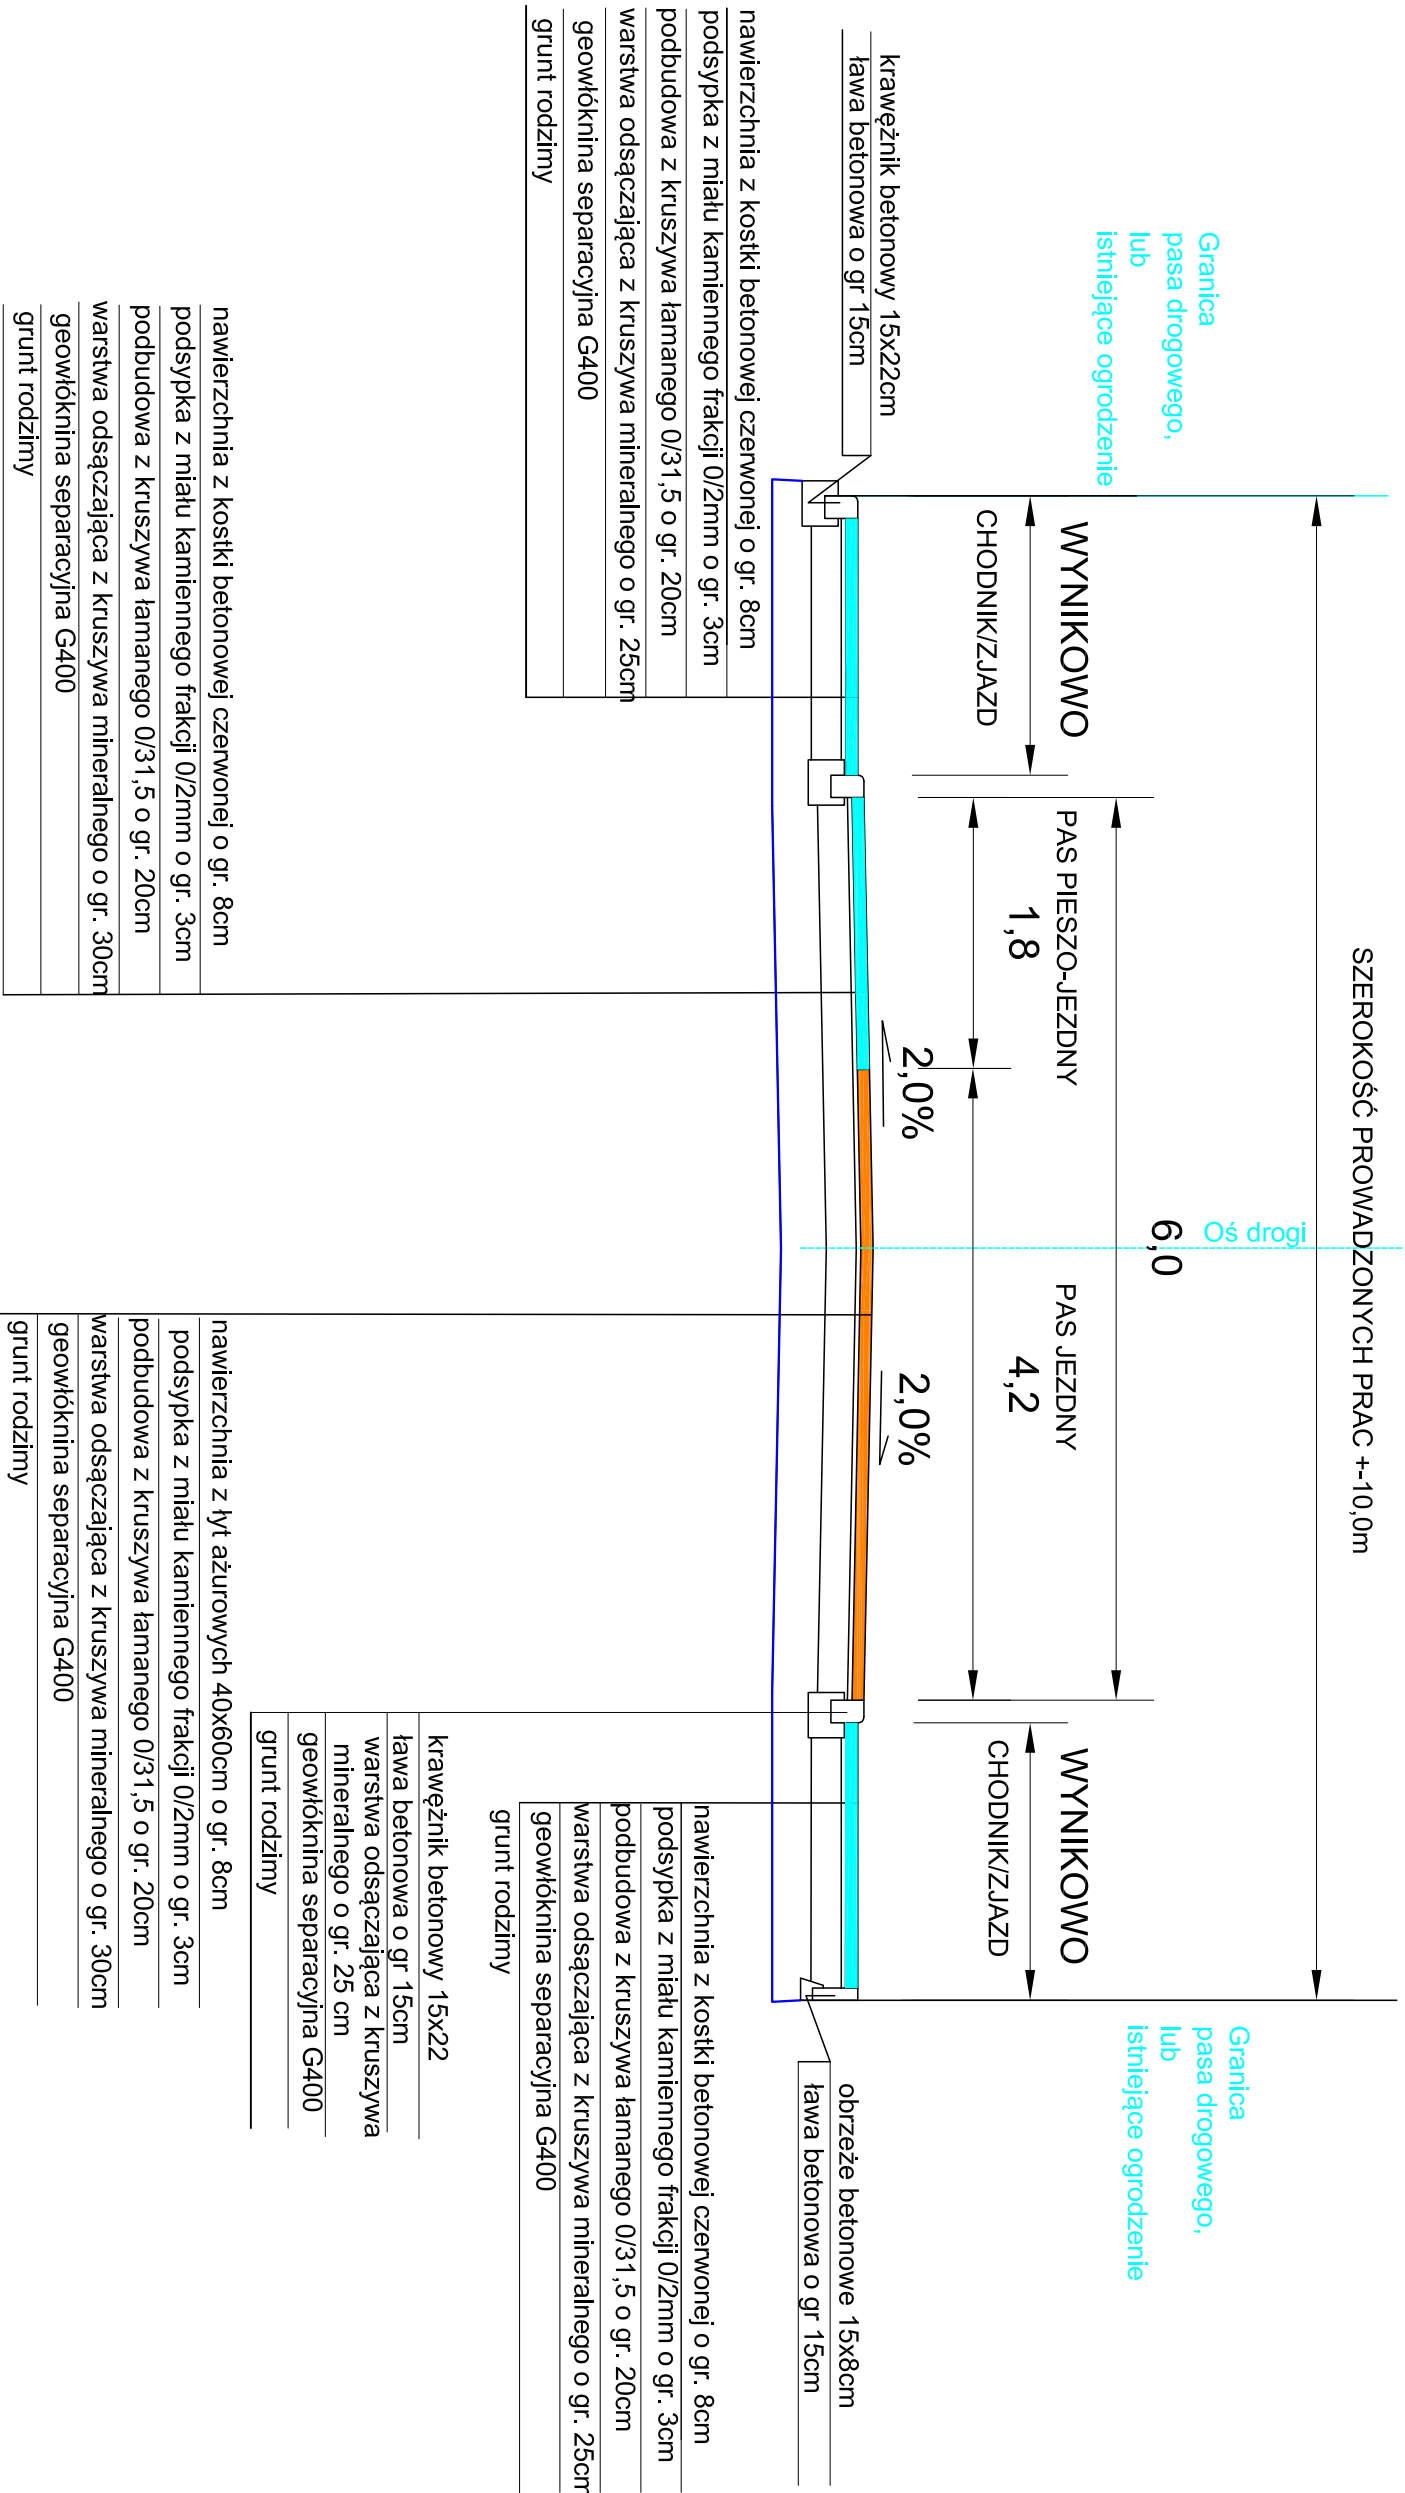 SZEROKOŚĆ PROWADZONYCH PRAC +-10,0m
Granica
pasa drogowego,
lub
istniejące ogrodzenie
Oś drogi
Granica
pasa drogowego,
lub
istniejące ogrodzenie
6,0
WYNIKOWO
CHODNIK/ZJAZD
PAS PIESZO-JEZDNY
1,8
PAS JEZDNY
4,2
WYNIKOWO
CHODNIK/ZJAZD
2,0%
2,0%
krawężnik betonowy 15x22cm
ława betonowa o gr 15cm
obrzeże betonowe 15x8cm
ława betonowa o gr 15cm
nawierzchnia z kostki betonowej czerwonej o gr. 8cm
podsypka z miału kamiennego frakcji 0/2mm o gr. 3cm
podbudowa z kruszywa łamanego 0/31,5 o gr. 20cm
warstwa odsączająca z kruszywa mineralnego o gr. 25cm
geowłóknina separacyjna G400
grunt rodzimy
nawierzchnia z kostki betonowej czerwonej o gr. 8cm
podsypka z miału kamiennego frakcji 0/2mm o gr. 3cm
podbudowa z kruszywa łamanego 0/31,5 o gr. 20cm
warstwa odsączająca z kruszywa mineralnego o gr. 25cm
geowłóknina separacyjna G400
grunt rodzimy
krawężnik betonowy 15x22
ława betonowa o gr 15cm
warstwa odsączająca z kruszywa
mineralnego o gr. 25 cm
geowłóknina separacyjna G400
grunt rodzimy
nawierzchnia z kostki betonowej czerwonej o gr. 8cm
podsypka z miału kamiennego frakcji 0/2mm o gr. 3cm
podbudowa z kruszywa łamanego 0/31,5 o gr. 20cm
warstwa odsączająca z kruszywa mineralnego o gr. 30cm
geowłóknina separacyjna G400
grunt rodzimy
nawierzchnia z łyt ażurowych 40x60cm o gr. 8cm
podsypka z miału kamiennego frakcji 0/2mm o gr. 3cm
podbudowa z kruszywa łamanego 0/31,5 o gr. 20cm
warstwa odsączająca z kruszywa mineralnego o gr. 30cm
geowłóknina separacyjna G400
grunt rodzimy